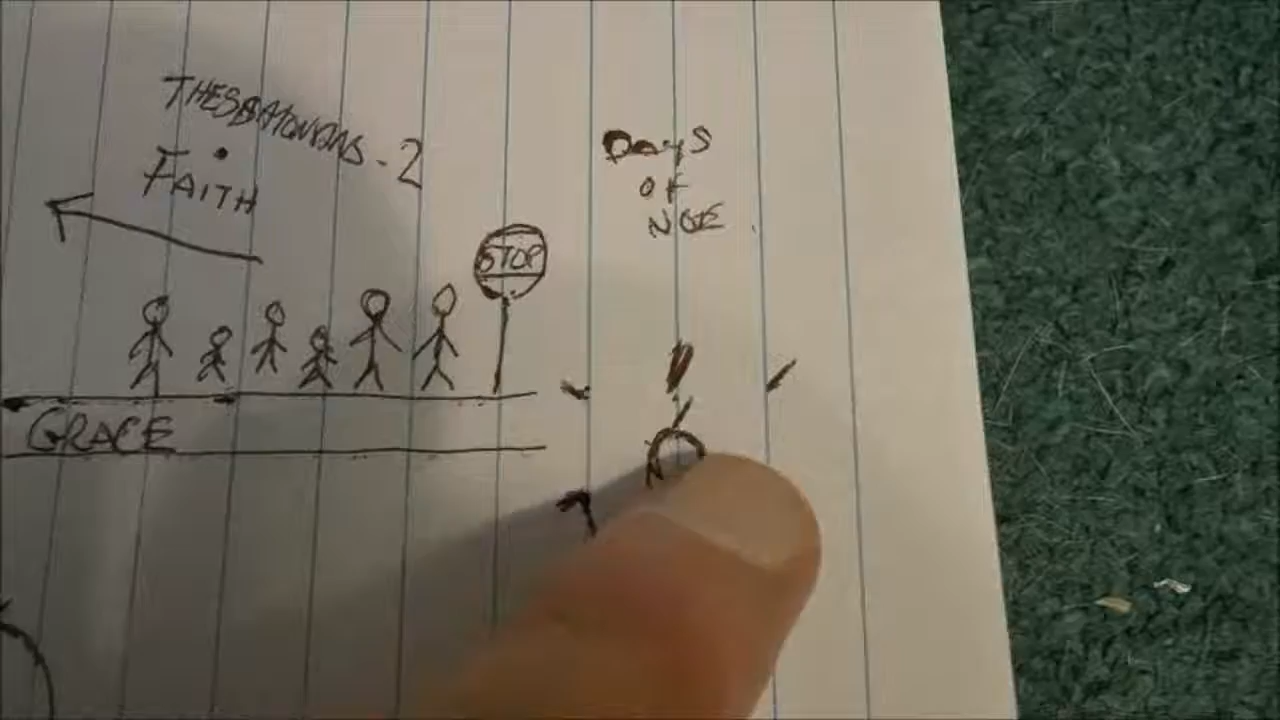 THESSALONIANS - 2
FAITH
Days
OF
NOE
STOP
GRACE